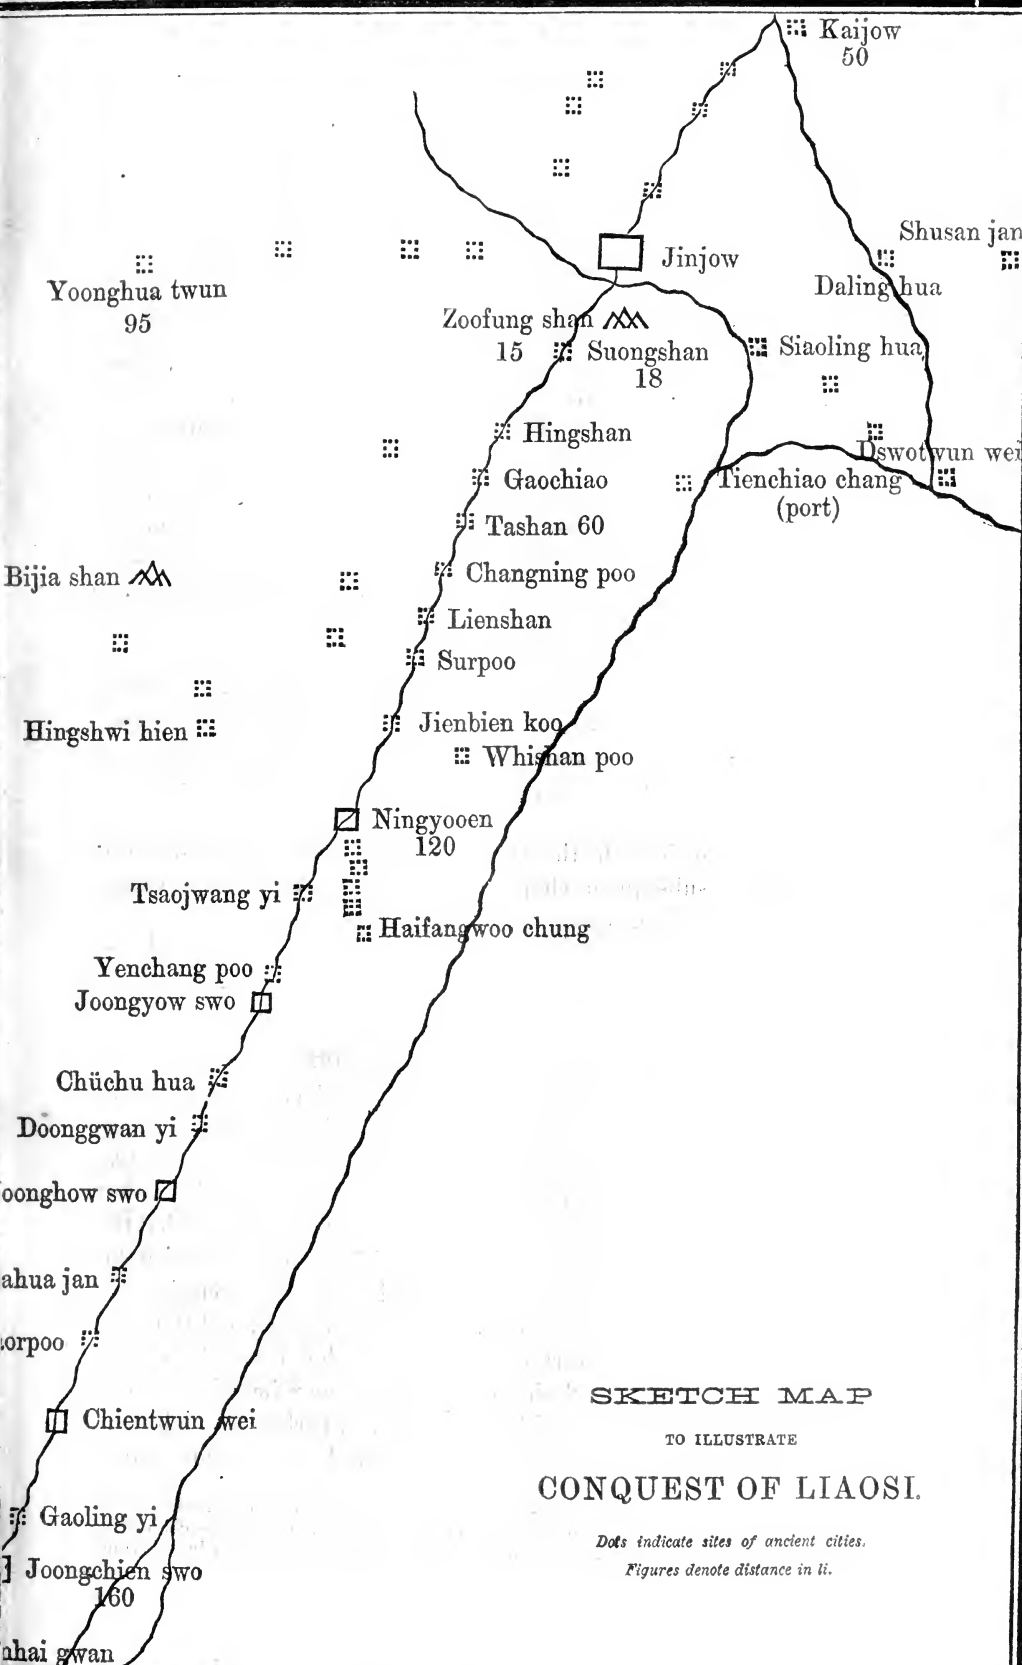 Kaijow
50
Shusan jan
Jinjow
Daling hua
Yoonghua twun
95
Zoofung shan
15
Suongshan
18
Siaoling hua
Hingshan
Dswotwun wei
Gaochiao
Tienchiao chang
(port)
Tashan 60
Bijia shan
Changning poo
Lienshan
Surpoo
Jienbien koo
Hingshwi hien
Whishan poo
Ningyooen
120
Tsaojwang yi
Haifangwoo chung
Yenchang poo
Joongyow swo
Chüchu hua
Doonggwan yi
oonghow swo
ahua jan
orpoo
Chientwun wei
Gaoling yi
Joongchien swo
160
nhai gwan
SKETCH MAP
TO ILLUSTRATE
CONQUEST OF LIAOSI.
Dots indicate sites of ancient cities.
Figures denote distance in li.